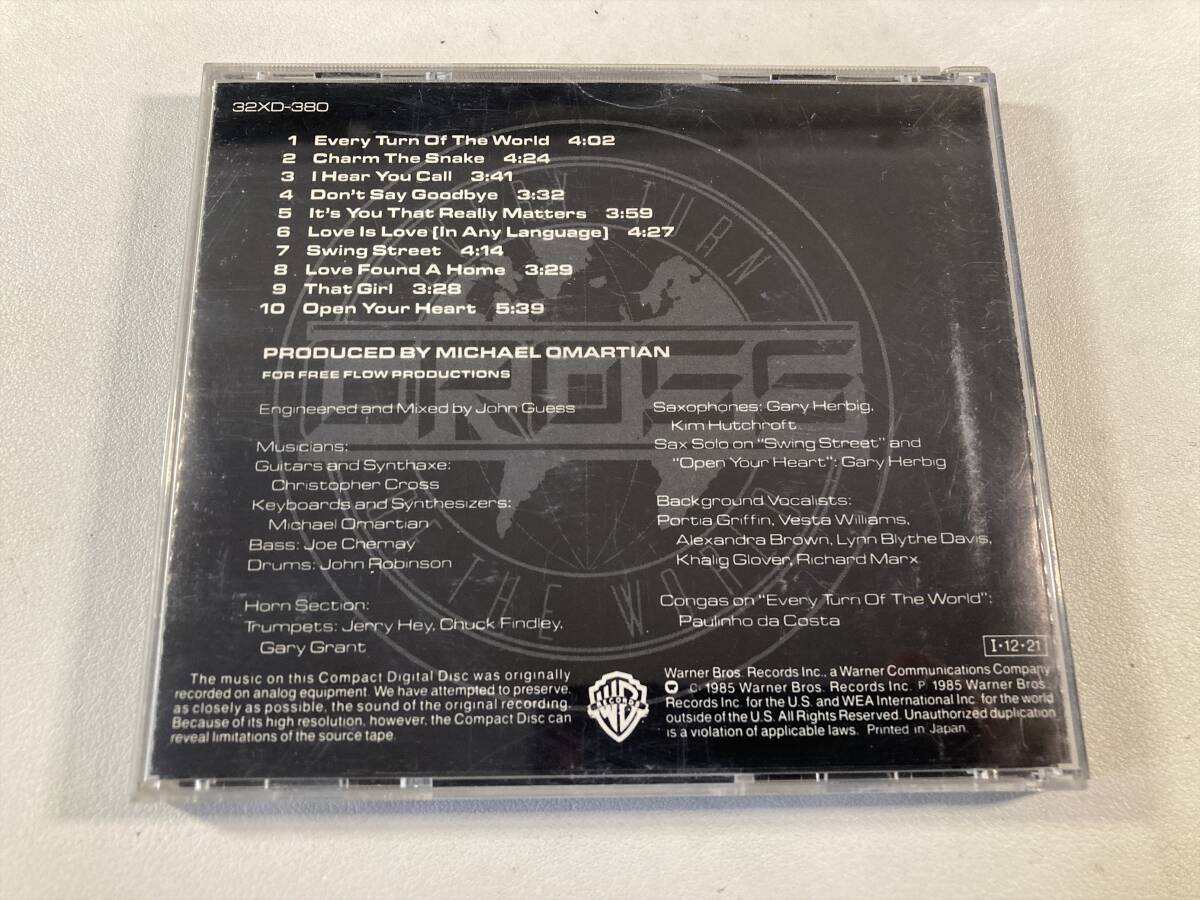 32XD-380
1 Every Turn Of The World 4:02
2 Charm The Snake 4:24
3 I Hear You Call 3:41
4 Don't Say Goodbye 3:32
5 It's You That Really Matters 3:59
6 Love Is Love [In Any Language] 4:27
7 Swing Street 4:14
8 Love Found A Home 3:29
9 That Girl 3:28
10 Open Your Heart 5:39
PRODUCED BY MICHAEL OMARTIAN
FOR FREE FLOW PRODUCTIONS
Engineered and Mixed by John Guess
Musicians:
Guitars and Synthaxe:
Christopher Cross
Keyboards and Synthesizers:
Michael Omartian
Bass: Joe Chemay
Drums: John Robinson
Horn Section:
Trumpets: Jerry Hey, Chuck Findley,
Gary Grant
Saxophones: Gary Herbig,
Kim Hutchroft
Sax Solo on "Swing Street" and
"Open Your Heart": Gary Herbig
Background Vocalists:
Portia Griffin, Vesta Williams,
Alexandra Brown, Lynn Blythe Davis,
Khalig Glover, Richard Marx
Congas on "Every Turn Of The World":
Paulinho da Costa
I·12·21
EVERY TURN
CROSS
OF THE WORLD
The music on this Compact Digital Disc was originally
recorded on analog equipment. We have attempted to preserve,
as closely as possible, the sound of the original recording.
Because of its high resolution, however, the Compact Disc can
reveal limitations of the source tape.
WB
RECORDS
Warner Bros. Records Inc., a Warner Communications Company
C 1985 Warner Bros. Records Inc. P 1985 Warner Bros.
Records Inc. for the U.S. and WEA International Inc. for the world
outside of the U.S. All Rights Reserved. Unauthorized duplication
is a violation of applicable laws. Printed in Japan.